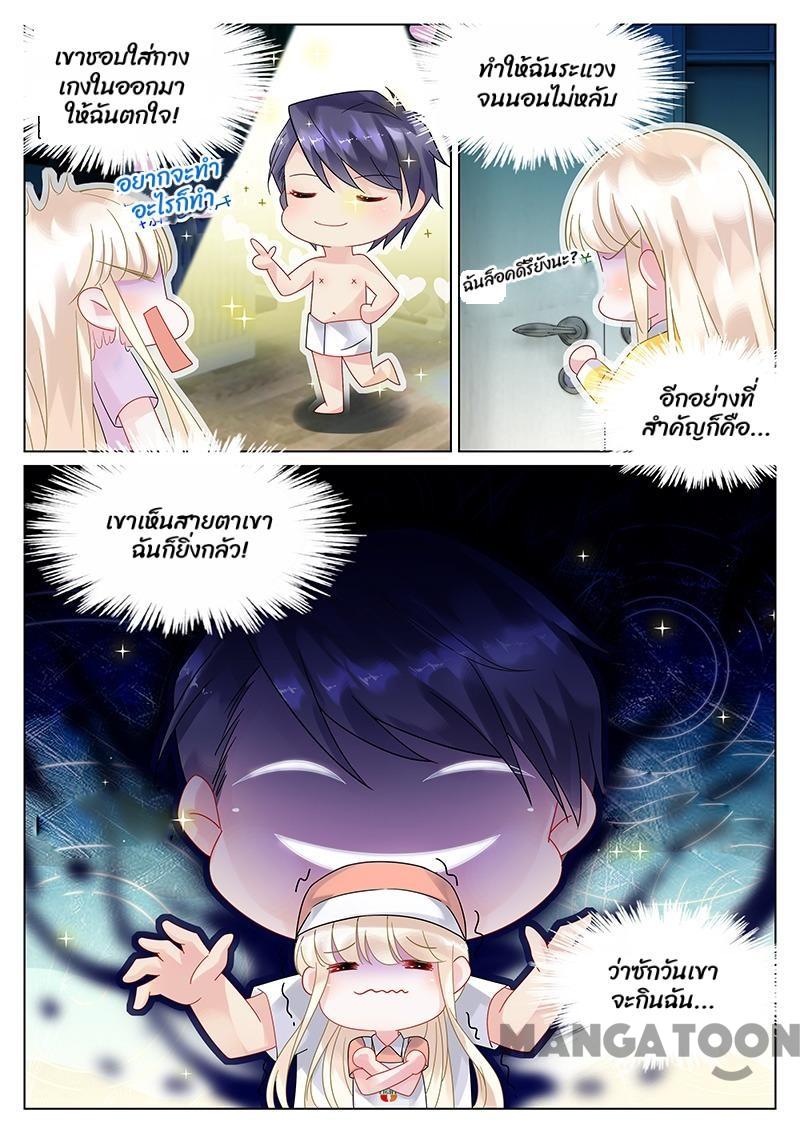 เขาชอบใส่กาง
เกงในออกมา
ให้ฉันตกใจ!
อยากจะทำ
อะไรก็ทำ
ทำให้ฉันระแวง
จนนอนไม่หลับ
ฉันล็อคดีรึยังนะ?
อีกอย่างที่
สำคัญก็คือ...
เขาเห็นสายตาเขา
ฉันก็ยิ่งกลัว!
ว่าซักวันเขา
จะกินฉัน...
MANGATOON